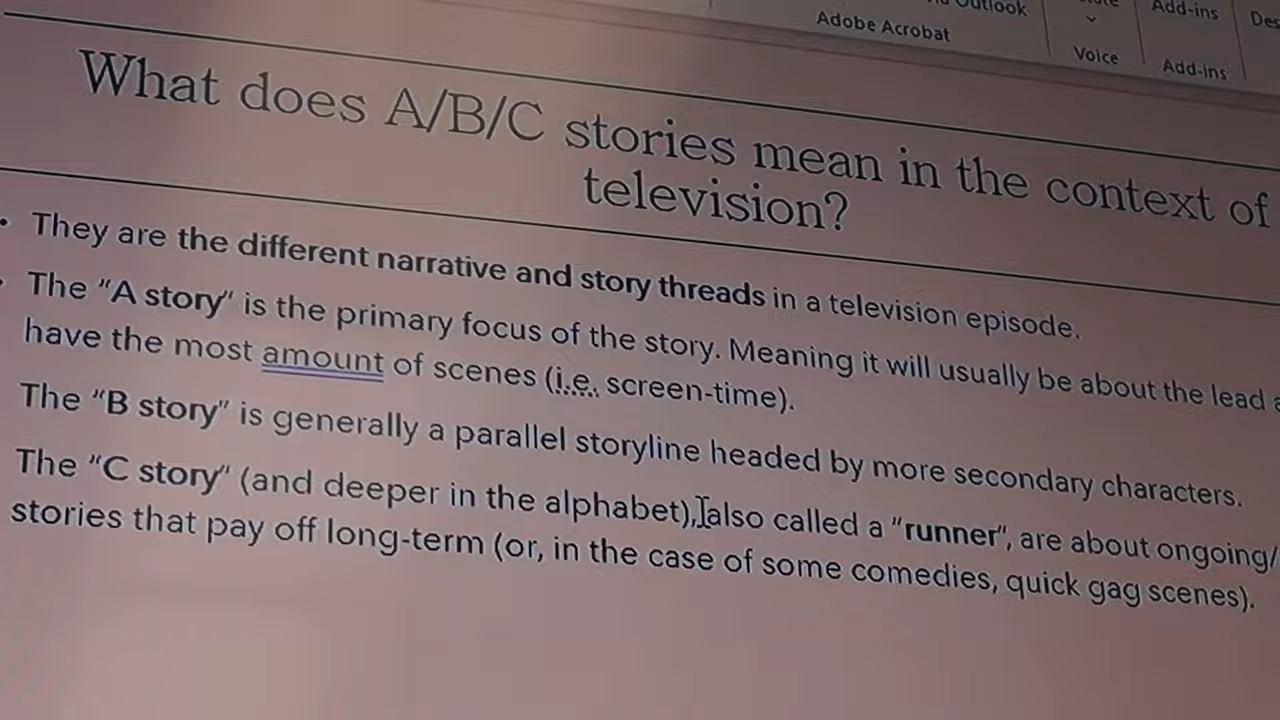 Outlook
Add-ins
Des
Adobe Acrobat
Voice
Add-ins
What does A/B/C stories mean in the context of
television?
• They are the different narrative and story threads in a television episode.
The "A story" is the primary focus of the story. Meaning it will usually be about the lead
have the most amount of scenes (i.e. screen-time).
The "B story" is generally a parallel storyline headed by more secondary characters.
The "C story" (and deeper in the alphabet), also called a "runner", are about ongoing/
stories that pay off long-term (or, in the case of some comedies, quick gag scenes).